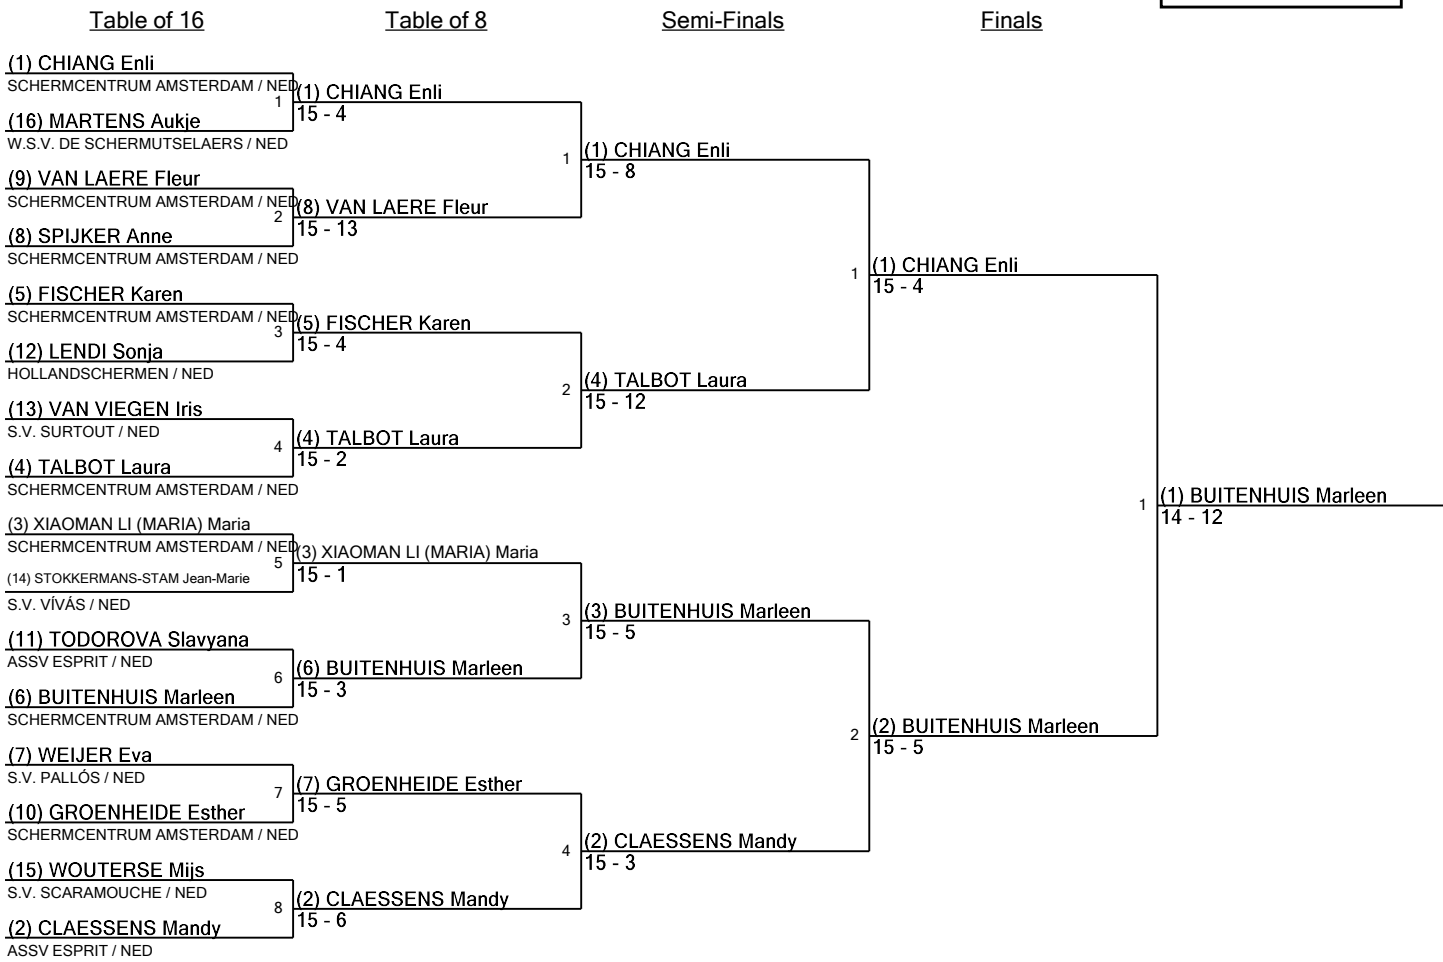 Table of 16
Table of 8
Semi-Finals
Finals
(1) CHIANG Enli
SCHERMCENTRUM AMSTERDAM / NED
1
(16) MARTENS Aukje
W.S.V. DE SCHERMUTSELAERS / NED
(9) VAN LAERE Fleur
SCHERMCENTRUM AMSTERDAM / NED
2
(8) SPIJKER Anne
SCHERMCENTRUM AMSTERDAM / NED
(5) FISCHER Karen
SCHERMCENTRUM AMSTERDAM / NED
3
(12) LENDI Sonja
HOLLANDSCHERMEN / NED
(13) VAN VIEGEN Iris
S.V. SURTOUT / NED
4
(4) TALBOT Laura
SCHERMCENTRUM AMSTERDAM / NED
(3) XIAOMAN LI (MARIA) Maria
SCHERMCENTRUM AMSTERDAM / NED
5
(14) STOKKERMANS-STAM Jean-Marie
S.V. VÍVÁS / NED
(11) TODOROVA Slavyana
ASSV ESPRIT / NED
6
(6) BUITENHUIS Marleen
SCHERMCENTRUM AMSTERDAM / NED
(7) WEIJER Eva
S.V. PALLÓS / NED
7
(10) GROENHEIDE Esther
SCHERMCENTRUM AMSTERDAM / NED
(15) WOUTERSE Mijs
S.V. SCARAMOUCHE / NED
8
(2) CLAESSENS Mandy
ASSV ESPRIT / NED
(1) CHIANG Enli
15 - 4
1
(8) VAN LAERE Fleur
15 - 13
(5) FISCHER Karen
15 - 4
2
(4) TALBOT Laura
15 - 2
(3) XIAOMAN LI (MARIA) Maria
15 - 1
3
(6) BUITENHUIS Marleen
15 - 3
(7) GROENHEIDE Esther
15 - 5
4
(2) CLAESSENS Mandy
15 - 6
(1) CHIANG Enli
15 - 8
1
(4) TALBOT Laura
15 - 12
(3) BUITENHUIS Marleen
15 - 5
2
(2) CLAESSENS Mandy
15 - 3
(1) CHIANG Enli
15 - 4
1
(2) BUITENHUIS Marleen
15 - 5
(1) BUITENHUIS Marleen
14 - 12